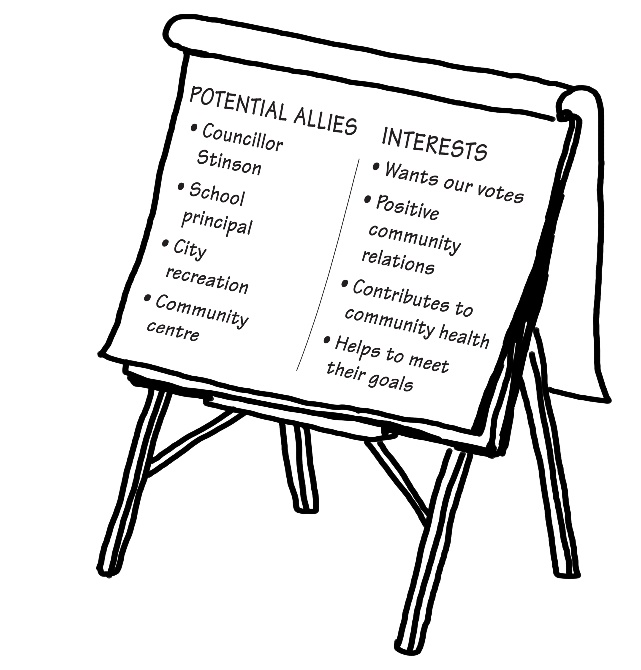 POTENTIAL ALLIES
• Councillor
Stinson
• School
principal
• City
recreation
• Community
centre
INTERESTS
• Wants our votes
• Positive
community
relations
• Contributes to
community health
• Helps to meet
their goals